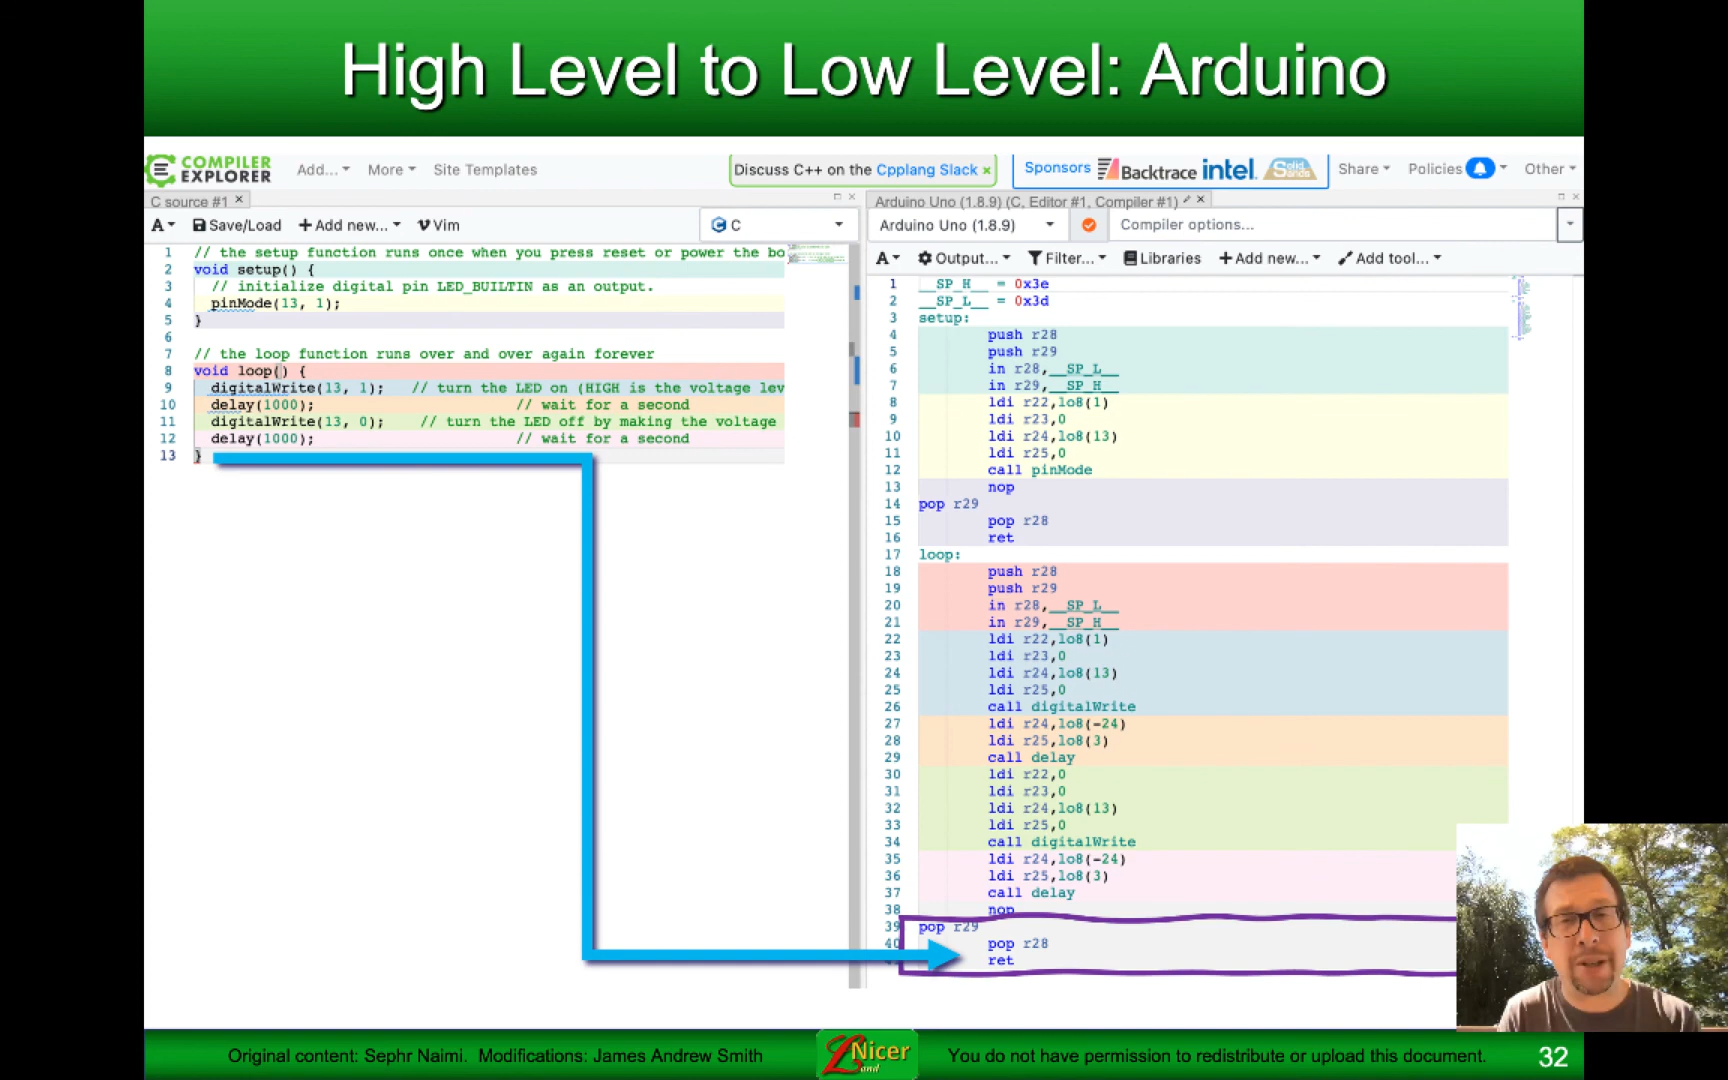 High Level to Low Level: Arduino
COMPILER EXPLORER Add... More Site Templates Discuss C++ on the Cpplang Slack × Sponsors Backtrace intel. Solid Sands Share Policies Other
C source #1 ×
A Save/Load + Add new... Vim C
1 // the setup function runs once when you press reset or power the bo
2 void setup() {
3 // initialize digital pin LED_BUILTIN as an output.
4 pinMode(13, 1);
5 }
6
7 // the loop function runs over and over again forever
8 void loop() {
9 digitalWrite(13, 1); // turn the LED on (HIGH is the voltage lev
10 delay(1000); // wait for a second
11 digitalWrite(13, 0); // turn the LED off by making the voltage
12 delay(1000); // wait for a second
13 }
Arduino Uno (1.8.9) (C, Editor #1, Compiler #1) ×
Arduino Uno (1.8.9) Compiler options...
A Output... Filter... Libraries + Add new... Add tool...
1 __SP_H__ = 0x3e
2 __SP_L__ = 0x3d
3 setup:
4 push r28
5 push r29
6 in r28,__SP_L__
7 in r29,__SP_H__
8 ldi r22,lo8(1)
9 ldi r23,0
10 ldi r24,lo8(13)
11 ldi r25,0
12 call pinMode
13 nop
14 pop r29
15 pop r28
16 ret
17 loop:
18 push r28
19 push r29
20 in r28,__SP_L__
21 in r29,__SP_H__
22 ldi r22,lo8(1)
23 ldi r23,0
24 ldi r24,lo8(13)
25 ldi r25,0
26 call digitalWrite
27 ldi r24,lo8(-24)
28 ldi r25,lo8(3)
29 call delay
30 ldi r22,0
31 ldi r23,0
32 ldi r24,lo8(13)
33 ldi r25,0
34 call digitalWrite
35 ldi r24,lo8(-24)
36 ldi r25,lo8(3)
37 call delay
38 nop
39 pop r29
40 pop r28
ret
Original content: Sephr Naimi. Modifications: James Andrew Smith
Nicer Land
You do not have permission to redistribute or upload this document.
32